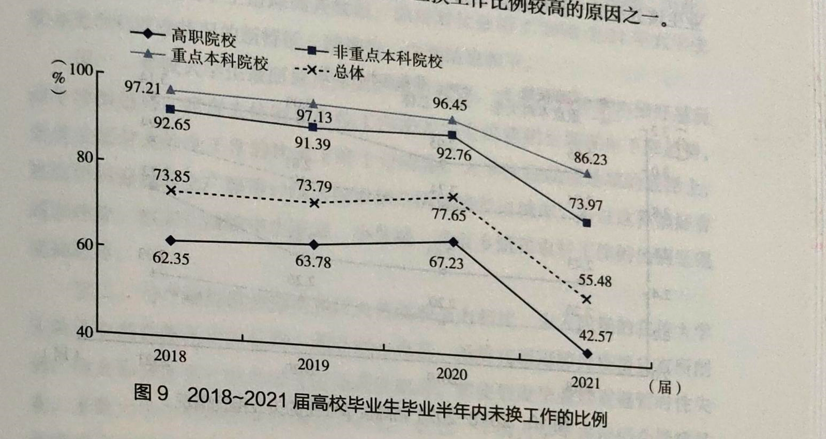 换工作比例较高的原因之一。
高职院校
重点本科院校 非重点本科院校
总体
(%)
100
97.21 97.13 96.45 86.23
92.65 91.39 92.76 73.97
80
73.85 73.79 77.65 55.48
60
62.35 63.78 67.23 42.57
40
2018 2019 2020 2021 (届)
图 9 2018~2021 届高校毕业生毕业半年内未换工作的比例